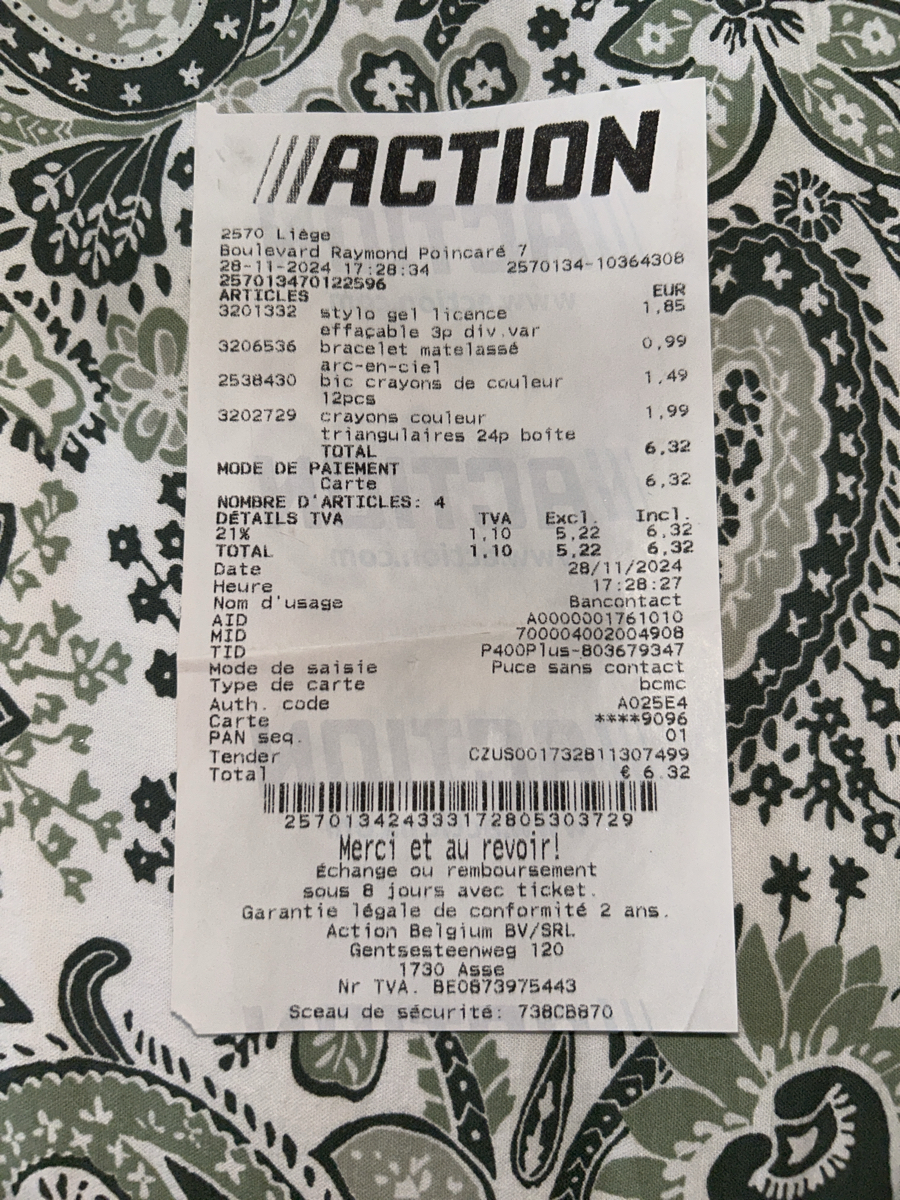 ACTION
2570 Liège
Boulevard Raymond Poincaré 7
28-11-2024 17:28:34 2570134-10364308
257013470122596
ARTICLES EUR
3201332 stylo gel licence 1,85
effaçable 3p div.var
3206536 bracelet matelassé 0,99
arc-en-ciel
2538430 bic crayons de couleur 1,49
12pcs
3202729 crayons couleur 1,99
triangulaires 24p boîte
TOTAL 6,32
MODE DE PAIEMENT
Carte 6,32
NOMBRE D'ARTICLES: 4
DÉTAILS TVA TVA Excl. Incl.
21% 1,10 5,22 6,32
TOTAL 1,10 5,22 6,32
Date 28/11/2024
Heure 17:28:27
Nom d'usage Bancontact
AID A0000001761010
MID 700004002004908
TID P400Plus-803679347
Mode de saisie Puce sans contact
Type de carte bcmc
Auth. code A025E4
Carte ****9096
PAN seq. 01
Tender CZUS001732811307499
Total € 6.32
257013424333172805303729
Merci et au revoir!
Échange ou remboursement
sous 8 jours avec ticket.
Garantie légale de conformité 2 ans.
Action Belgium BV/SRL
Gentsesteenweg 120
1730 Asse
Nr TVA. BE0873975443
Sceau de sécurité: 738CB870